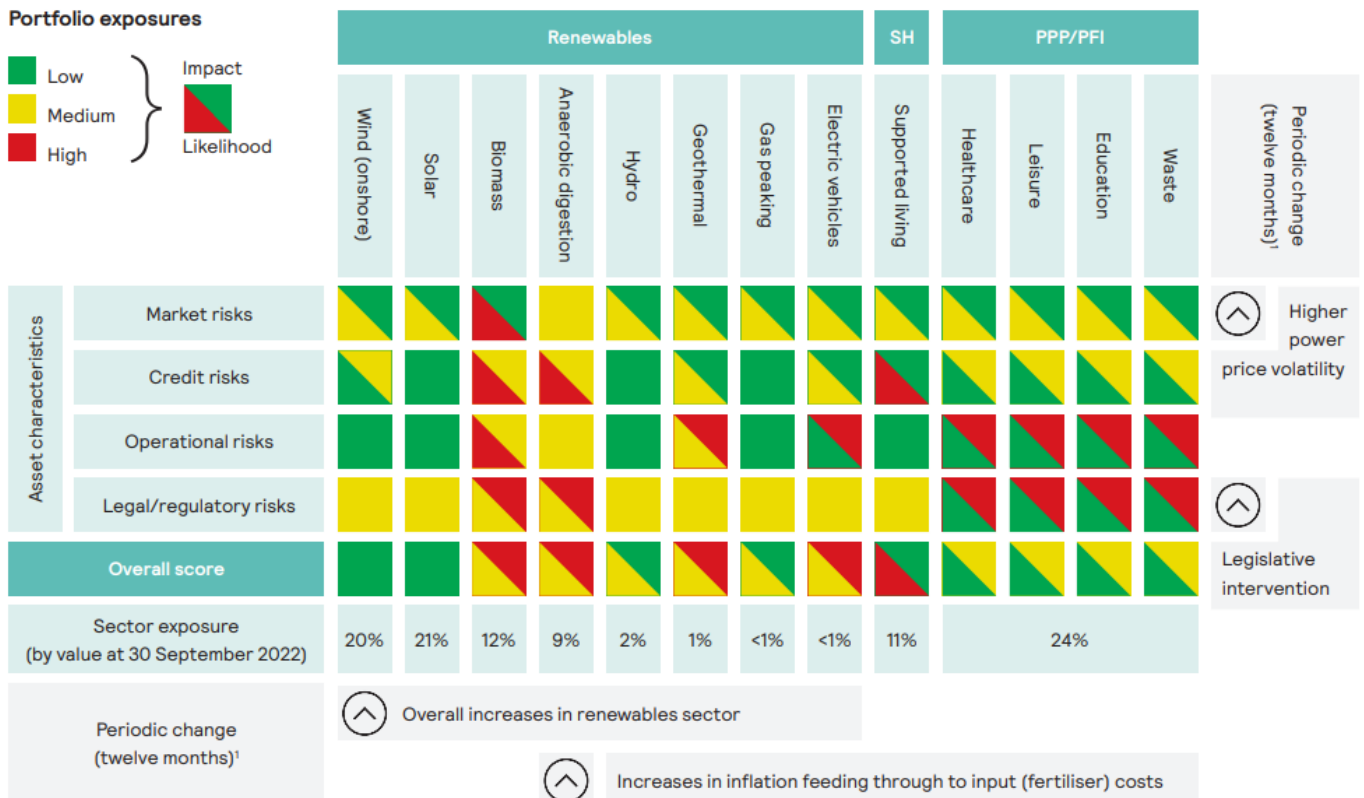 Portfolio exposures
Low
Medium
High
Impact
Likelihood
Renewables
SH
PPP/PFI
Wind (onshore)
Solar
Biomass
Anaerobic digestion
Hydro
Geothermal
Gas peaking
Electric vehicles
Supported living
Healthcare
Leisure
Education
Waste
Periodic change
(twelve months)¹
Asset characteristics
Market risks
Higher
power
price volatility
Credit risks
Operational risks
Legal/regulatory risks
Legislative
intervention
Overall score
Sector exposure
(by value at 30 September 2022)
20%
21%
12%
9%
2%
1%
<1%
<1%
11%
24%
Periodic change
(twelve months)¹
Overall increases in renewables sector
Increases in inflation feeding through to input (fertiliser) costs